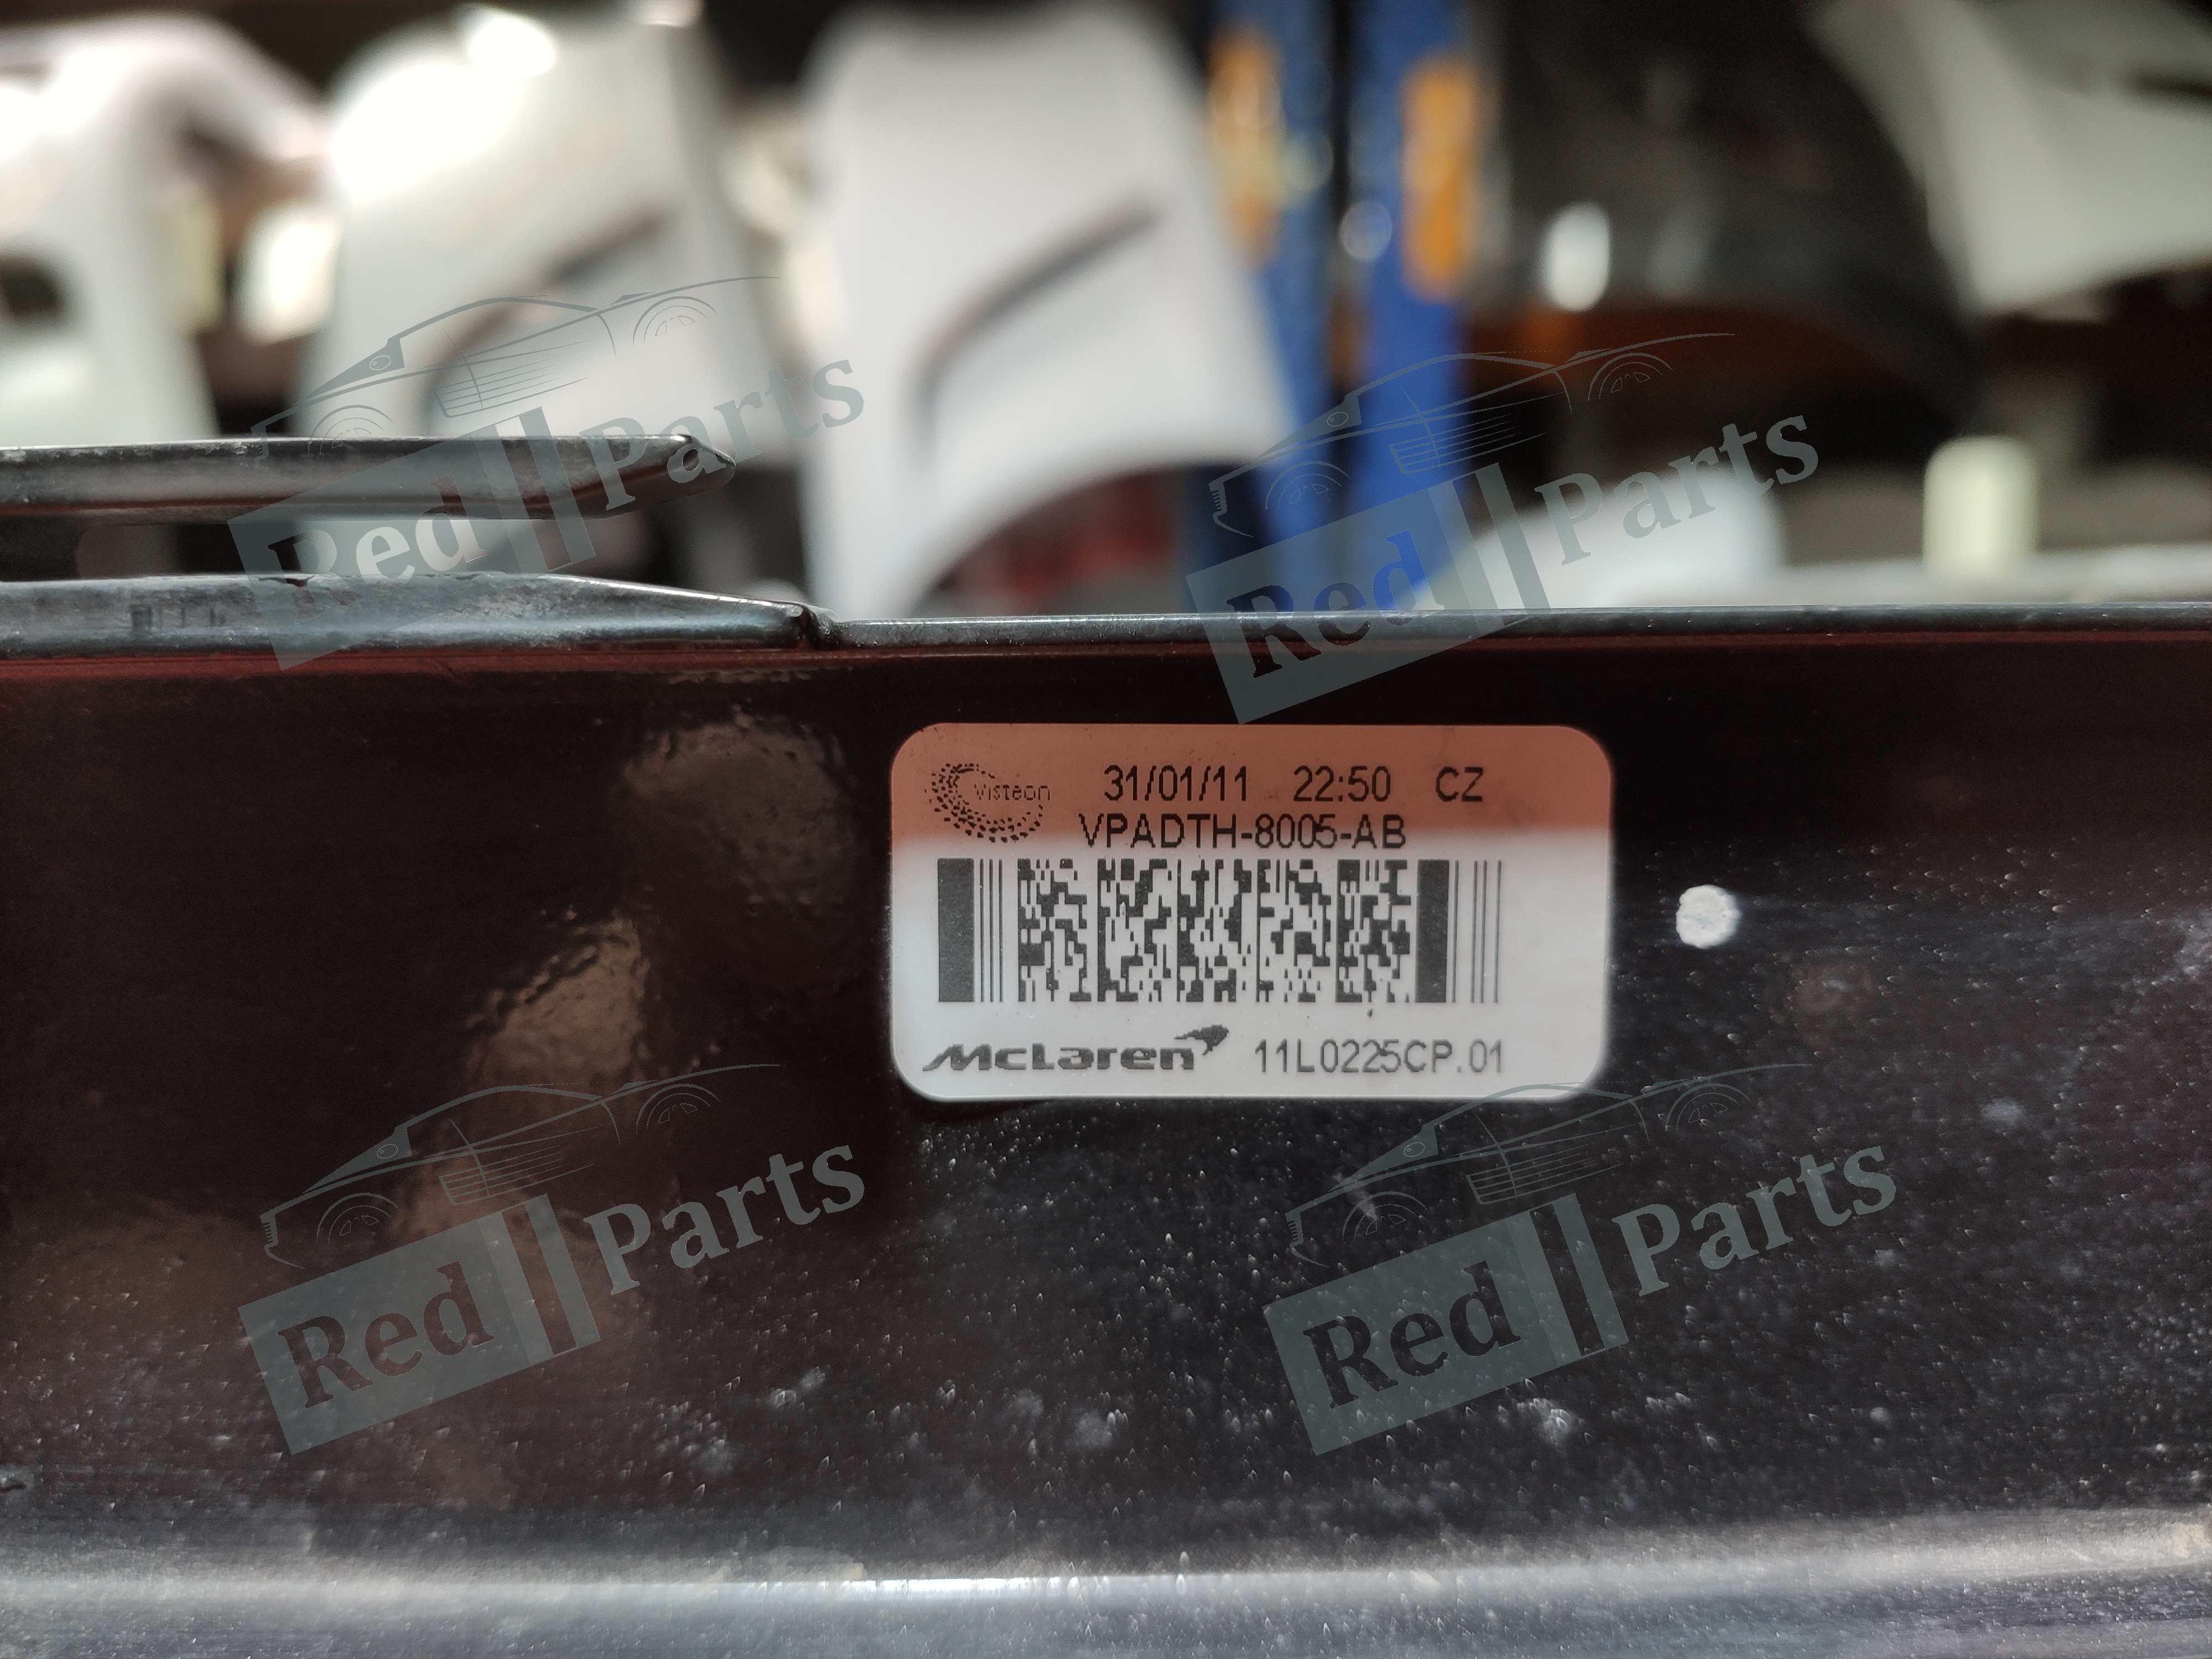 Red Parts
Red Parts
Visteon 31/01/11 22:50 CZ
VPADTH-8005-AB
McLaren 11L0225CP.01
Red Parts
Red Parts